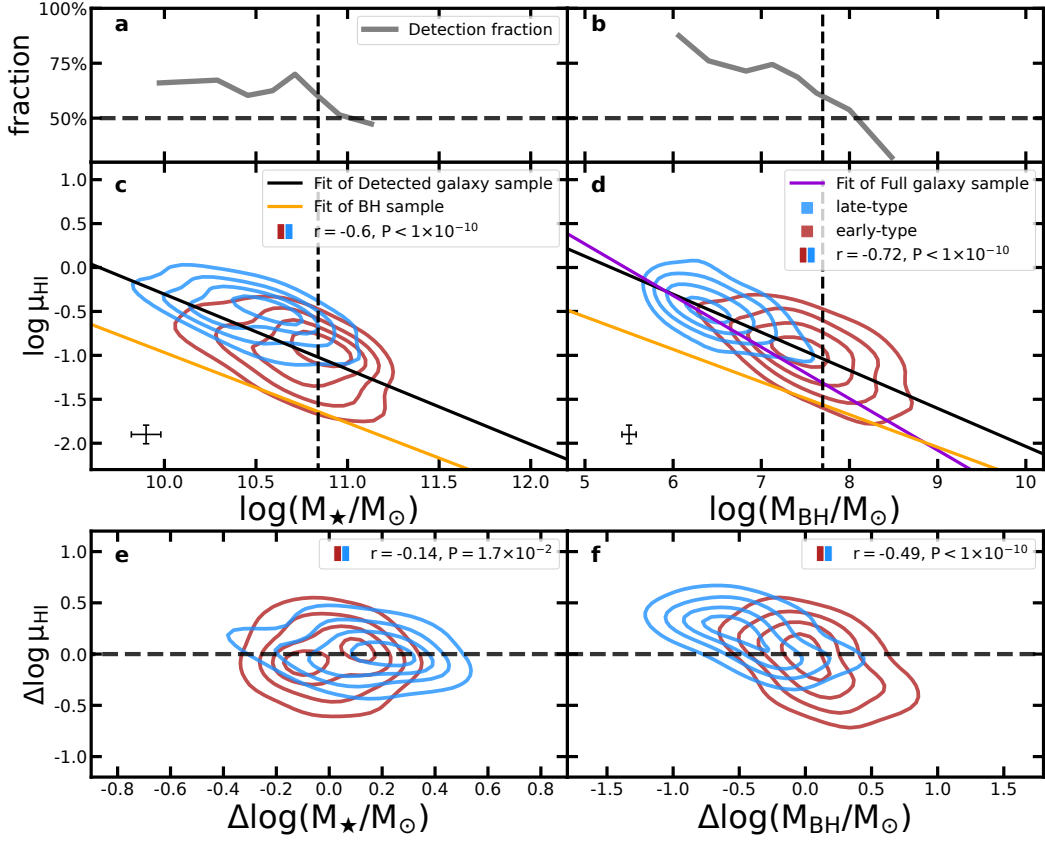 100%
75%
50%
fraction
a
Detection fraction
b
1.0
0.5
0.0
-0.5
-1.0
-1.5
-2.0
log μHI
c
Fit of Detected galaxy sample
Fit of BH sample
r = -0.6, P < 1×10⁻¹⁰
d
Fit of Full galaxy sample
late-type
early-type
r = -0.72, P < 1×10⁻¹⁰
10.0 10.5 11.0 11.5 12.0
log(M★/M⊙)
5 6 7 8 9 10
log(MBH/M⊙)
1.0
0.5
0.0
-0.5
-1.0
Δlog μHI
e
r = -0.14, P = 1.7×10⁻²
f
r = -0.49, P < 1×10⁻¹⁰
-0.8 -0.6 -0.4 -0.2 0.0 0.2 0.4 0.6 0.8
Δlog(M★/M⊙)
-1.5 -1.0 -0.5 0.0 0.5 1.0 1.5
Δlog(MBH/M⊙)